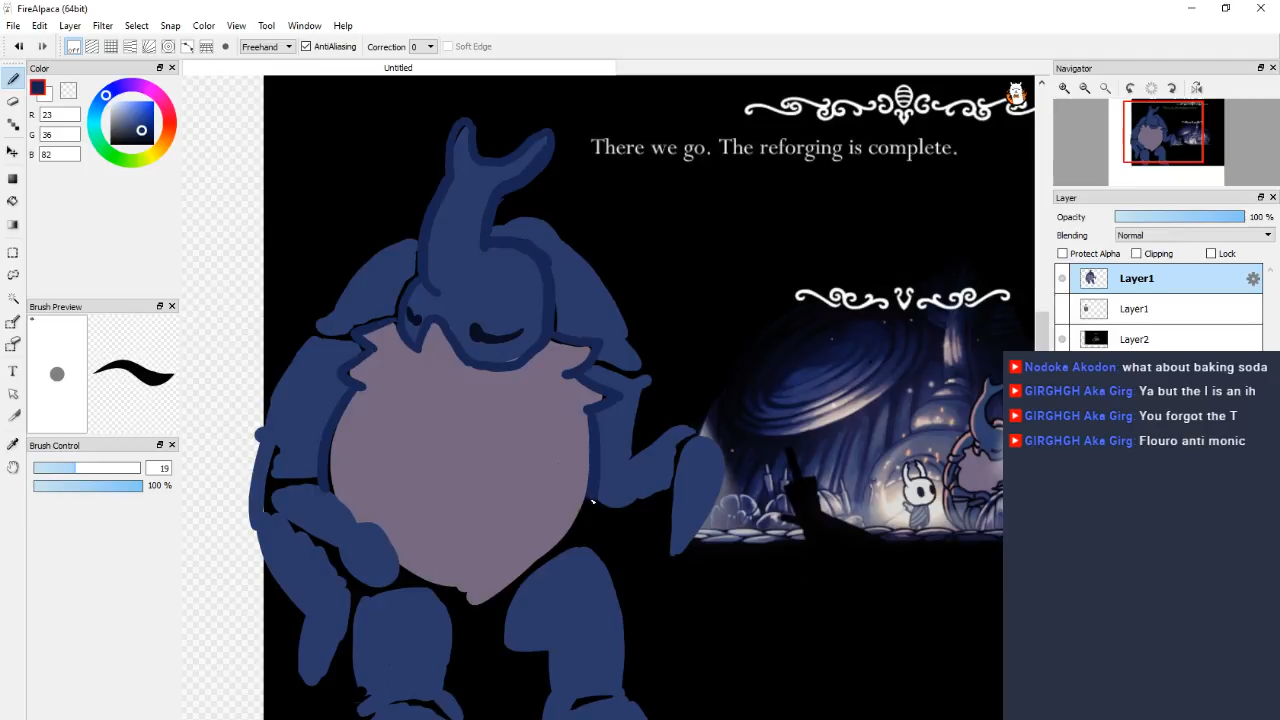 FireAlpaca (64bit)
File Edit Layer Filter Select Snap Color View Tool Window Help
off Freehand AntiAliasing Correction 0 Soft Edge
Color
Untitled
Navigator
R 23
G 36
B 82
There we go. The reforging is complete.
Layer
Opacity 100 %
Blending Normal
Protect Alpha Clipping Lock
Layer1
Brush Preview
Layer1
Layer2
Nodoka Akodon: what about baking soda
GIRGHGH Aka Girg: Ya but the I is an ih
GIRGHGH Aka Girg: You forgot the T
GIRGHGH Aka Girg: Flouro anti monic
Brush Control
19
100 %